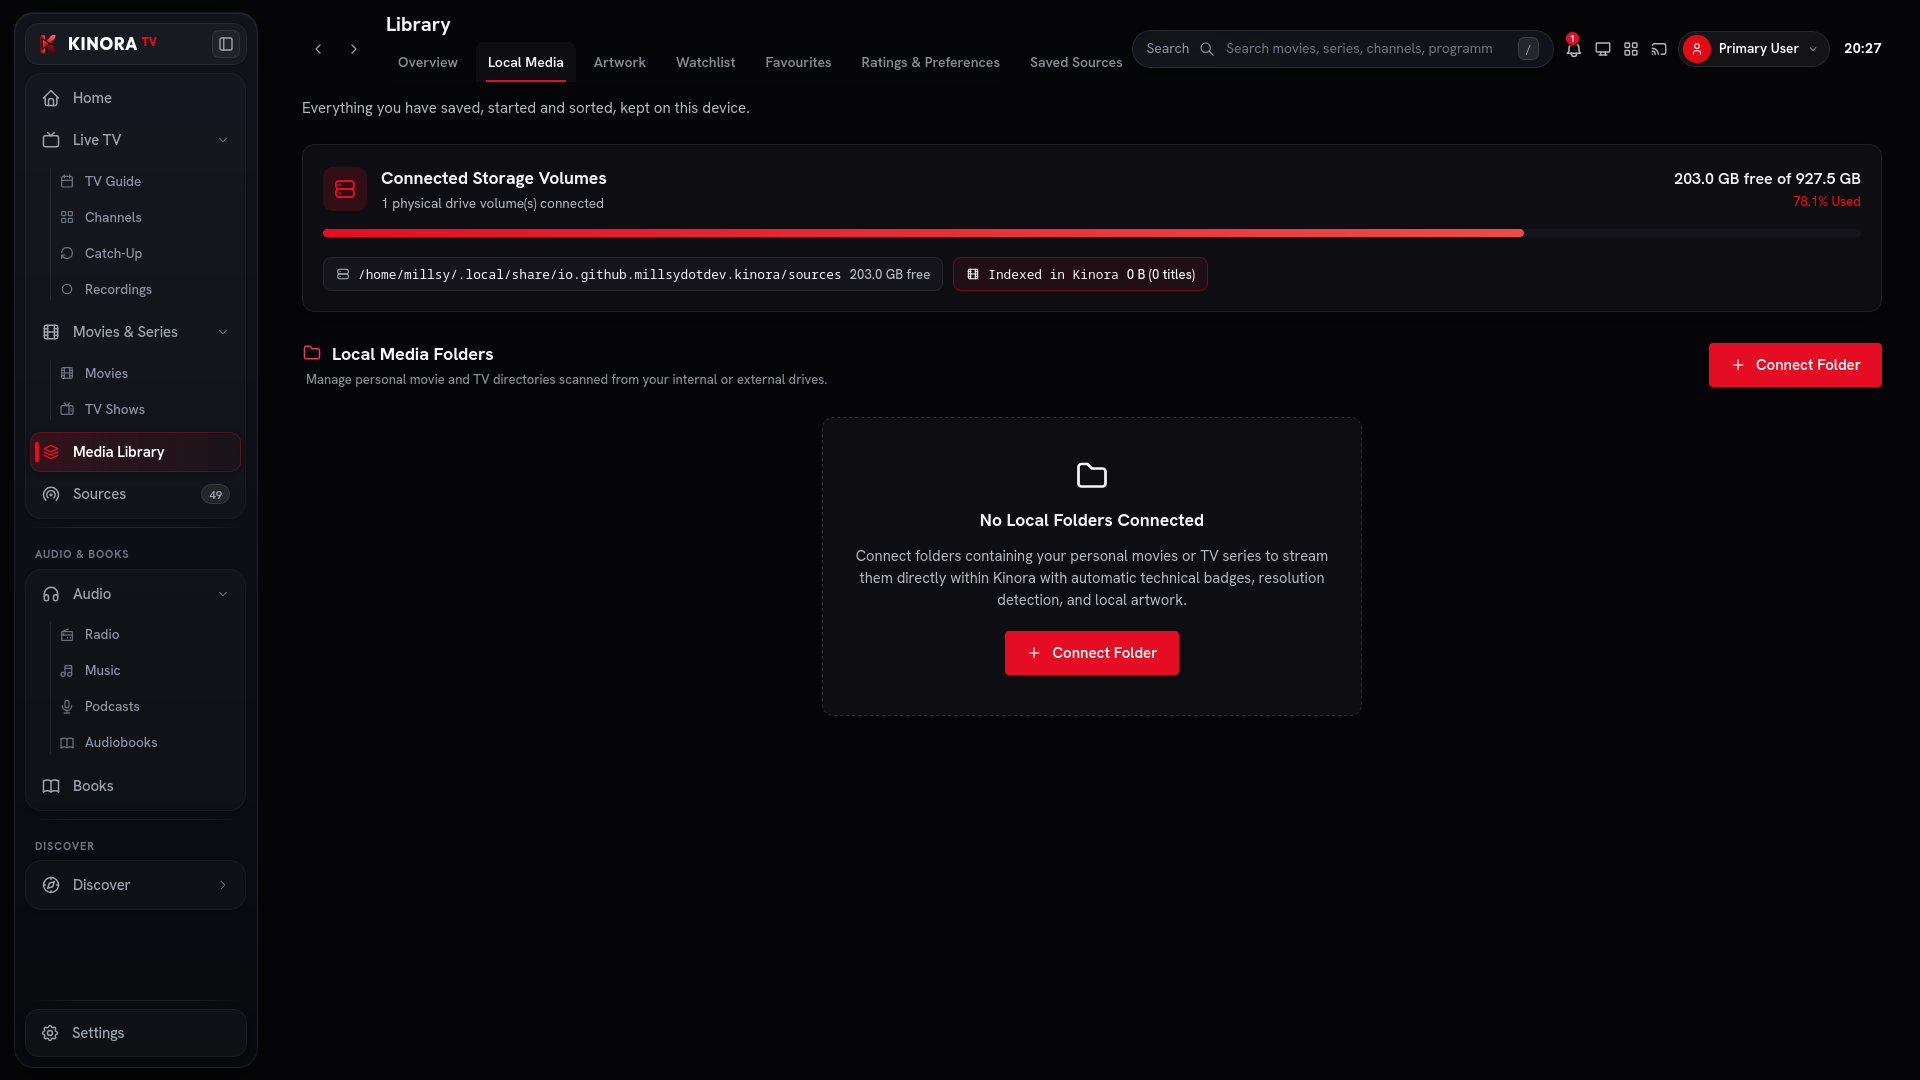 KINORA TV
Home
Live TV
TV Guide
Channels
Catch-Up
Recordings
Movies & Series
Movies
TV Shows
Media Library
Sources 49
AUDIO & BOOKS
Audio
Radio
Music
Podcasts
Audiobooks
Books
DISCOVER
Discover
Settings
Library
Overview Local Media Artwork Watchlist Favourites Ratings & Preferences Saved Sources
Search Search movies, series, channels, programm /
1
Primary User
20:27
Everything you have saved, started and sorted, kept on this device.
Connected Storage Volumes
1 physical drive volume(s) connected
203.0 GB free of 927.5 GB
78.1% Used
/home/millsy/.local/share/io.github.millsydotdev.kinora/sources 203.0 GB free
Indexed in Kinora 0 B (0 titles)
Local Media Folders
Manage personal movie and TV directories scanned from your internal or external drives.
+ Connect Folder
No Local Folders Connected
Connect folders containing your personal movies or TV series to stream
them directly within Kinora with automatic technical badges, resolution
detection, and local artwork.
+ Connect Folder